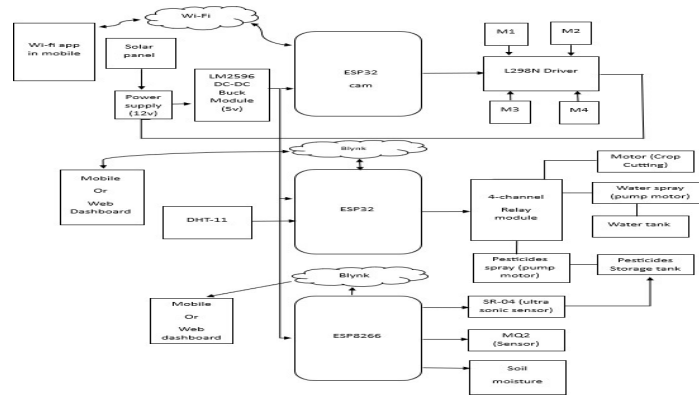 Wi-Fi
Wi-fi app
in mobile
Solar
panel
Power
supply
(12v)
LM2596
DC-DC
Buck
Module
(5v)
ESP32
cam
M1
M2
L298N Driver
M3
M4
Blynk
Mobile
Or
Web
Dashboard
DHT-11
ESP32
4-channel
Relay
module
Motor (Crop
Cutting)
Water spray
(pump motor)
Water tank
Pesticides
spray (pump
motor)
Pesticides
Storage tank
Blynk
Mobile
Or
Web
dashboard
ESP8266
SR-04 (ultra
sonic sensor)
MQ2
(Sensor)
Soil
moisture